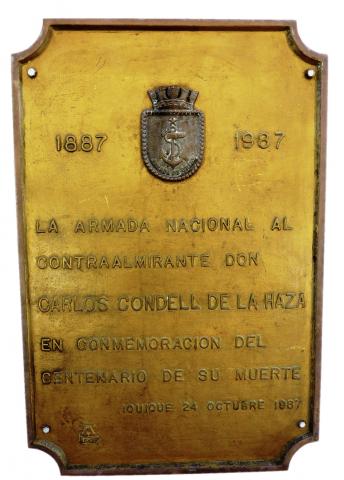 1887 1987
LA ARMADA NACIONAL AL
CONTRAALMIRANTE DON
CARLOS CONDELL DE LA HAZA
EN CONMEMORACION DEL
CENTENARIO DE SU MUERTE
IQUIQUE 24 OCTUBRE 1987